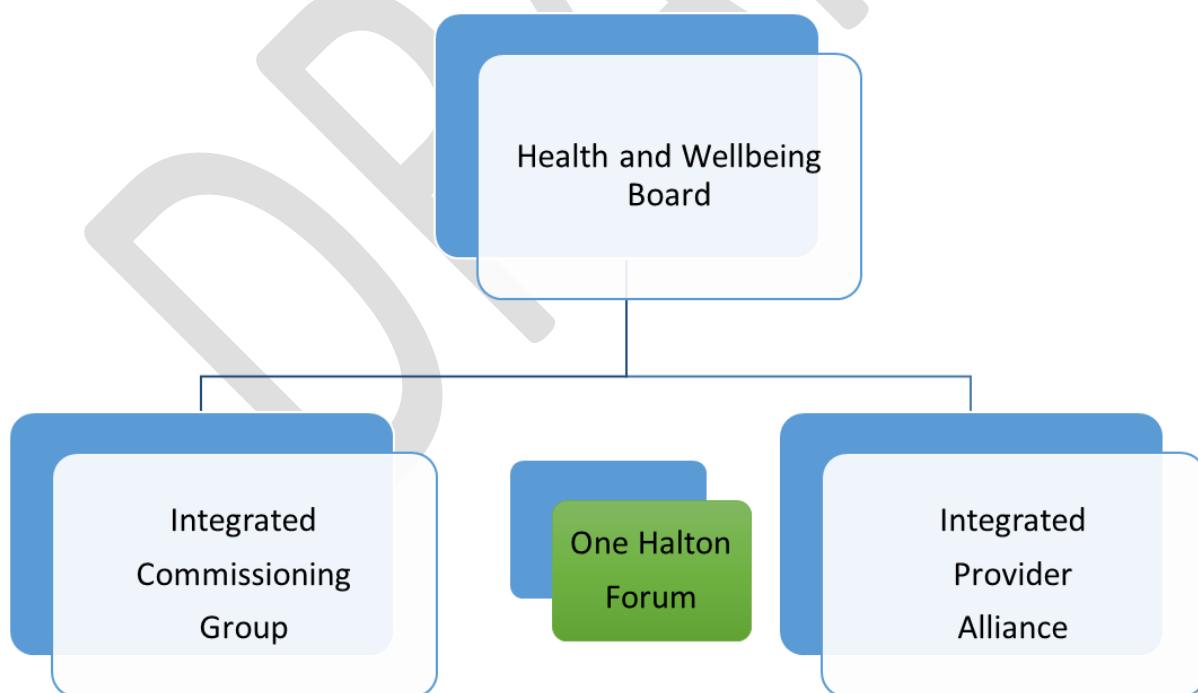 Health and Wellbeing
Board
Integrated
Commissioning
Group
One Halton
Forum
Integrated
Provider
Alliance